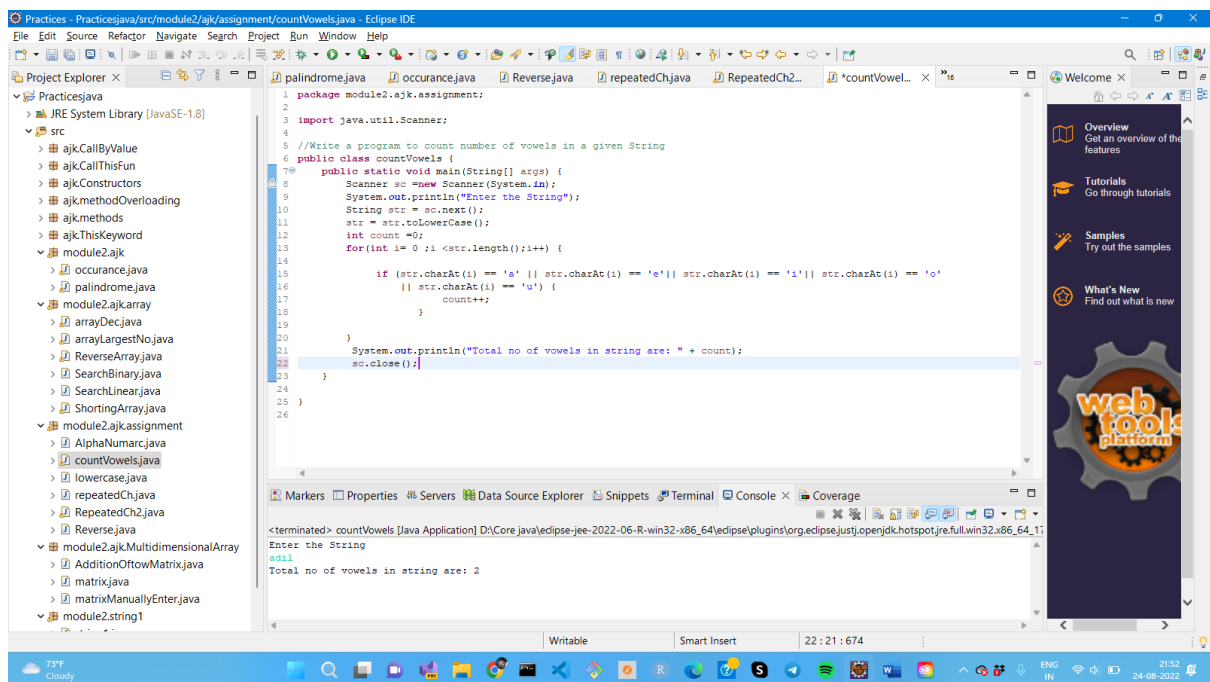 Practices - Practicesjava/src/module2/ajk/assignment/countVowels.java - Eclipse IDE
File Edit Source Refactor Navigate Search Project Run Window Help
Project Explorer
Practicesjava
JRE System Library [JavaSE-1.8]
src
ajk.CallByValue
ajk.CallThisFun
ajk.Constructors
ajk.methodOverloading
ajk.methods
ajk.ThisKeyword
module2.ajk
occurance.java
palindrome.java
module2.ajk.array
arrayDec.java
arrayLargestNo.java
ReverseArray.java
SearchBinary.java
SearchLinear.java
ShortingArray.java
module2.ajk.assignment
AlphaNumarc.java
countVowels.java
lowercase.java
repeatedCh.java
RepeatedCh2.java
Reverse.java
module2.ajk.MultidimensionalArray
AdditionOftowMatrix.java
matrix.java
matrixManuallyEnter.java
module2.string1
palindrome.java occurance.java Reverse.java repeatedCh.java RepeatedCh2... *countVowel... »16
1 package module2.ajk.assignment;
2
3 import java.util.Scanner;
4
5 //Write a program to count number of vowels in a given String
6 public class countVowels {
7 public static void main(String[] args) {
8 Scanner sc =new Scanner(System.in);
9 System.out.println("Enter the String");
10 String str = sc.next();
11 str = str.toLowerCase();
12 int count =0;
13 for(int i= 0 ;i <str.length();i++) {
14
15 if (str.charAt(i) == 'a' || str.charAt(i) == 'e'|| str.charAt(i) == 'i'|| str.charAt(i) == 'o'
16 || str.charAt(i) == 'u') {
17 count++;
18 }
19
20 }
21 System.out.println("Total no of vowels in string are: " + count);
22 sc.close();
23 }
24
25 }
26
Markers Properties Servers Data Source Explorer Snippets Terminal Console Coverage
<terminated> countVowels [Java Application] D:\Core java\edipse-jee-2022-06-R-win32-x86_64\edipse\plugins\org.edipse.justj.openjdk.hotspot.jre.full.win32.x86_64_17
Enter the String
adil
Total no of vowels in string are: 2
Welcome
Overview
Get an overview of the
features
Tutorials
Go through tutorials
Samples
Try out the samples
What's New
Find out what is new
web
tools
platform
Writable Smart Insert 22 : 21 : 674
73°F
Cloudy
ENG
IN
21:52
24-08-2022